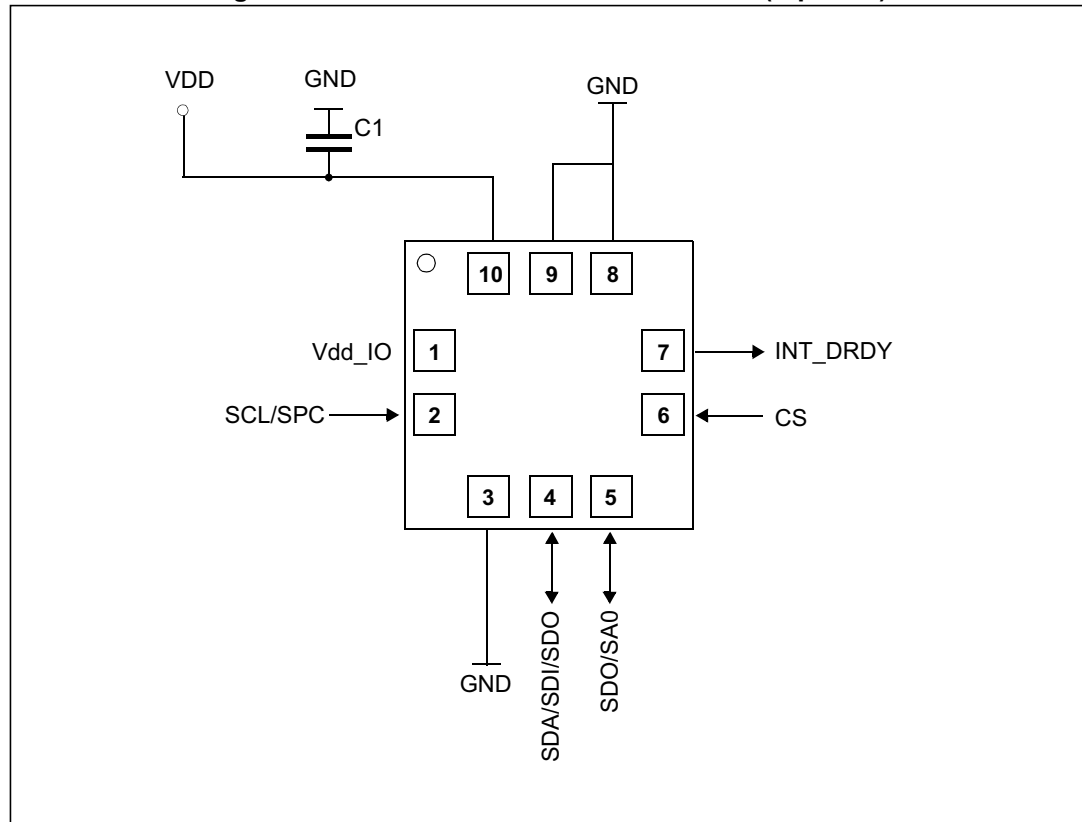 VDD
GND
C1
GND
10
9
8
Vdd_IO
1
7
INT_DRDY
SCL/SPC
2
6
CS
3
4
5
GND
SDA/SDI/SDO
SDO/SA0